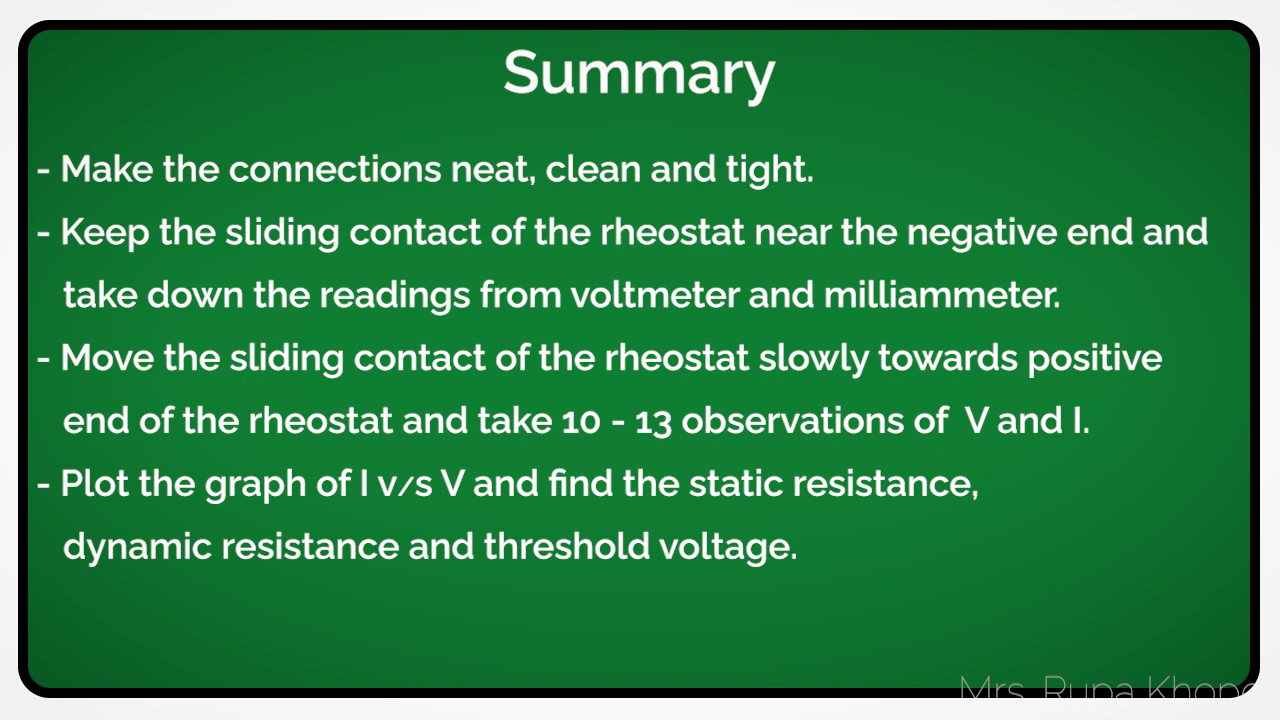 Summary
- Make the connections neat, clean and tight.
- Keep the sliding contact of the rheostat near the negative end and
take down the readings from voltmeter and milliammeter.
- Move the sliding contact of the rheostat slowly towards positive
end of the rheostat and take 10 - 13 observations of V and I.
- Plot the graph of I v/s V and find the static resistance,
dynamic resistance and threshold voltage.
Mrs. Rupa